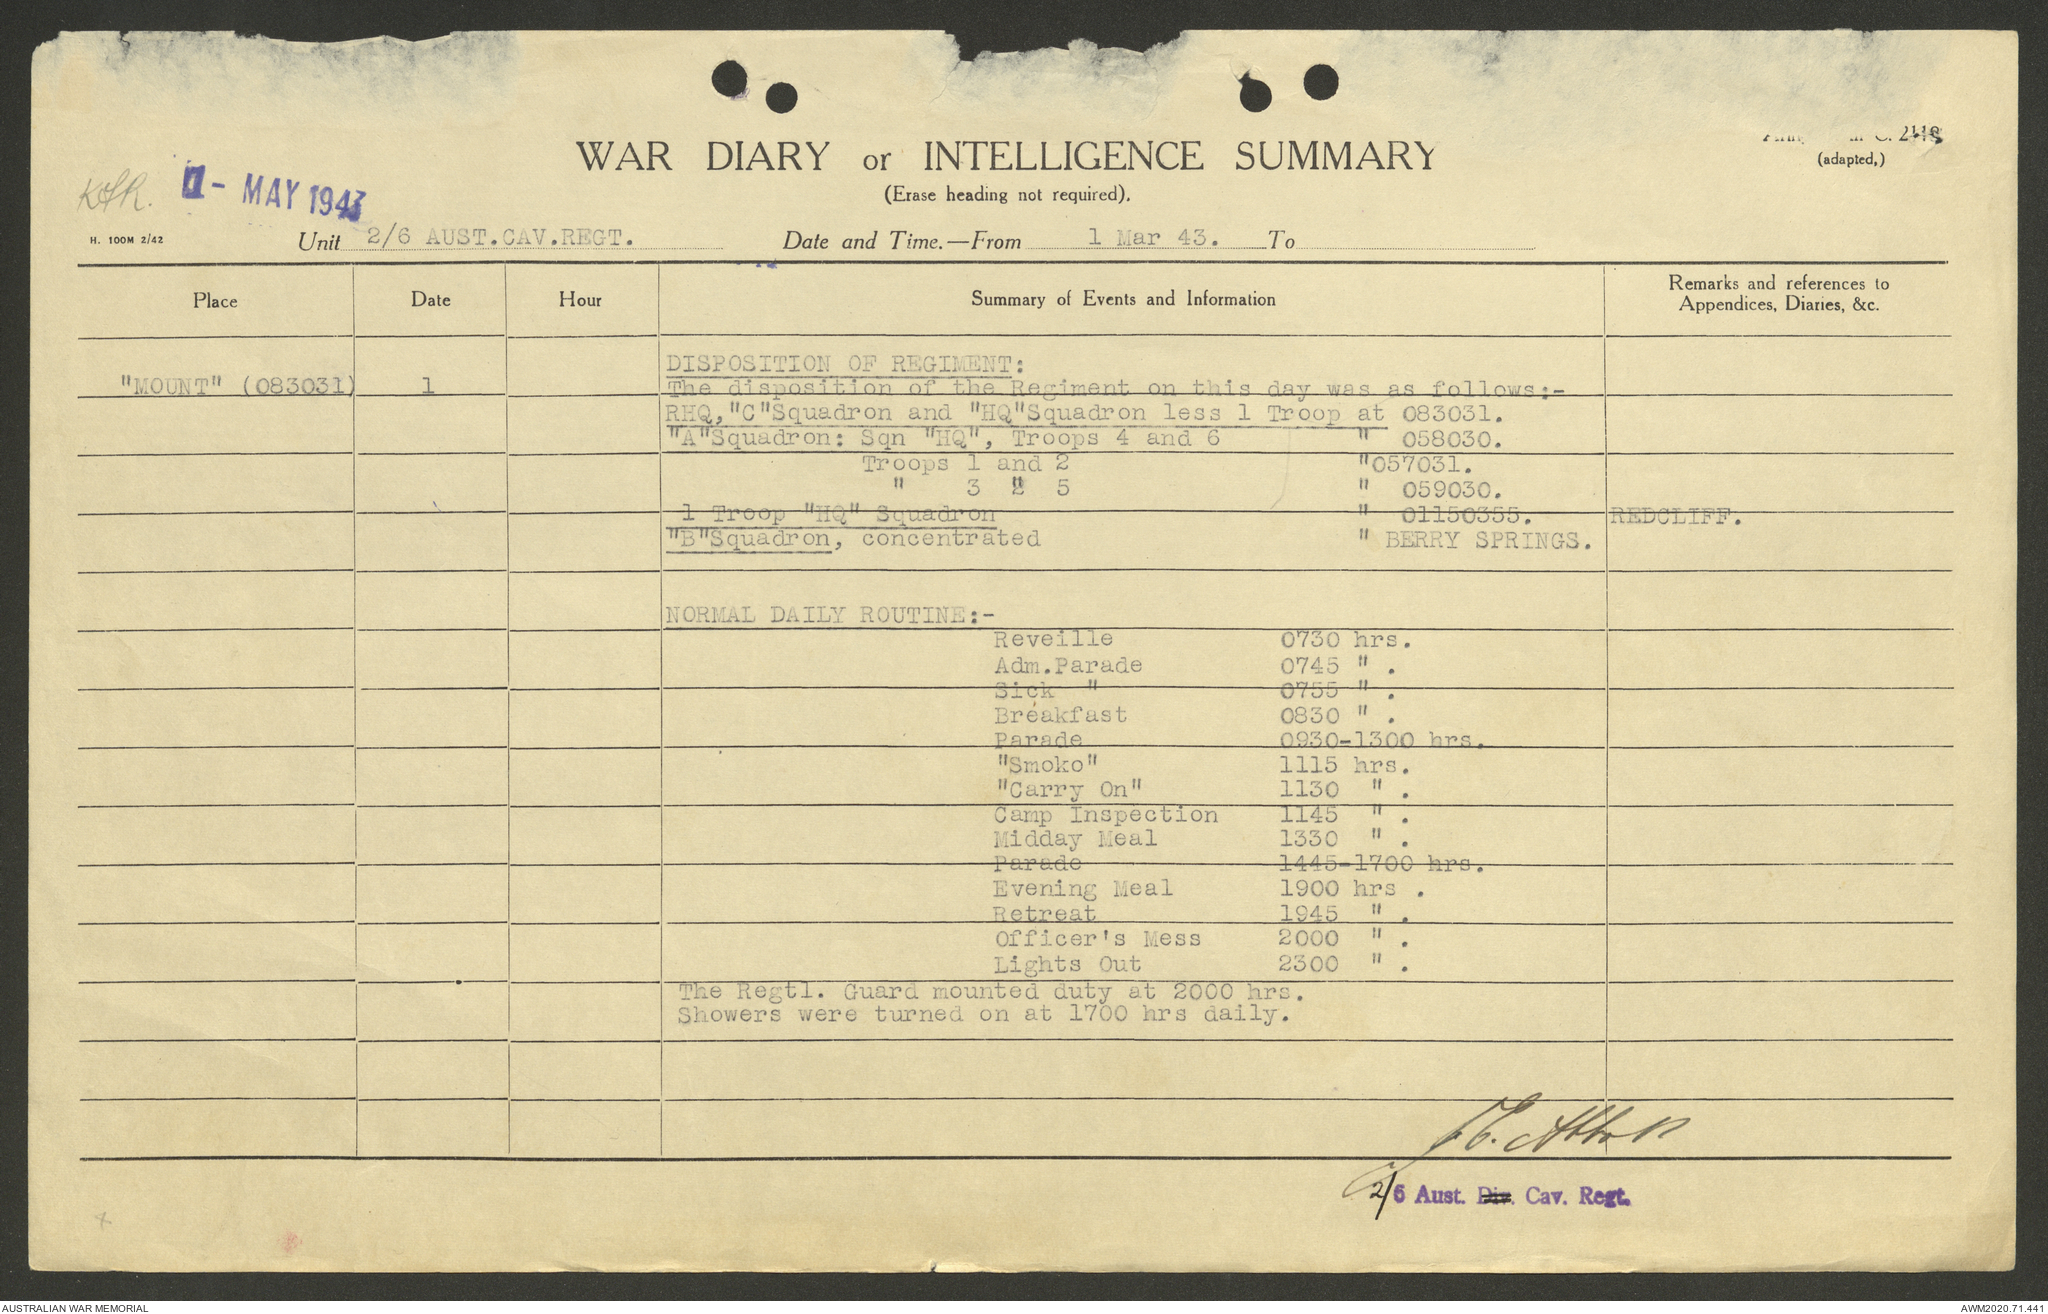 WAR DIARY or INTELLIGENCE SUMMARY
(Erase heading not required).
(adapted,)
- MAY 1943
H. 100M 2/42
Unit 2/6 AUST.CAV.REGT. Date and Time.—From 1 Mar 43. To
Place Date Hour Summary of Events and Information Remarks and references to
Appendices, Diaries, &c.
DISPOSITION OF REGIMENT:
"MOUNT" (083031) 1 The disposition of the Regiment on this day was as follows:-
RHQ,"C"Squadron and "HQ"Squadron less 1 Troop at 083031.
"A"Squadron: Sqn "HQ", Troops 4 and 6 " 058030.
Troops 1 and 2 "057031.
" 3 " 5 " 059030.
1 Troop "HQ" Squadron " 01150355. REDCLIFF.
"B"Squadron, concentrated " BERRY SPRINGS.
NORMAL DAILY ROUTINE:-
Reveille 0730 hrs.
Adm.Parade 0745 " .
Sick " 0755 " .
Breakfast 0830 " .
Parade 0930-1300 hrs.
"Smoko" 1115 hrs.
"Carry On" 1130 " .
Camp Inspection 1145 " .
Midday Meal 1330 " .
Parade 1445-1700 hrs.
Evening Meal 1900 hrs .
Retreat 1945 " .
Officer's Mess 2000 " .
Lights Out 2300 " .
The Regtl. Guard mounted duty at 2000 hrs.
Showers were turned on at 1700 hrs daily.
2/6 Aust. Div. Cav. Regt.
AUSTRALIAN WAR MEMORIAL AWM2020.71.441